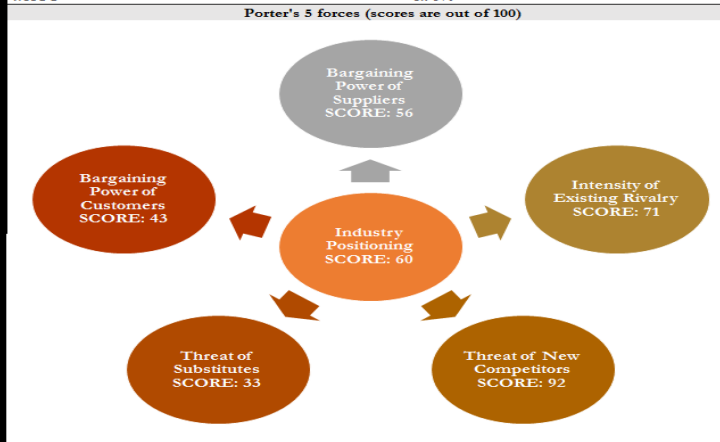 Porter's 5 forces (scores are out of 100)
Bargaining
Power of
Suppliers
SCORE: 56
Bargaining
Power of
Customers
SCORE: 43
Intensity of
Existing Rivalry
SCORE: 71
Industry
Positioning
SCORE: 60
Threat of
Substitutes
SCORE: 33
Threat of New
Competitors
SCORE: 92